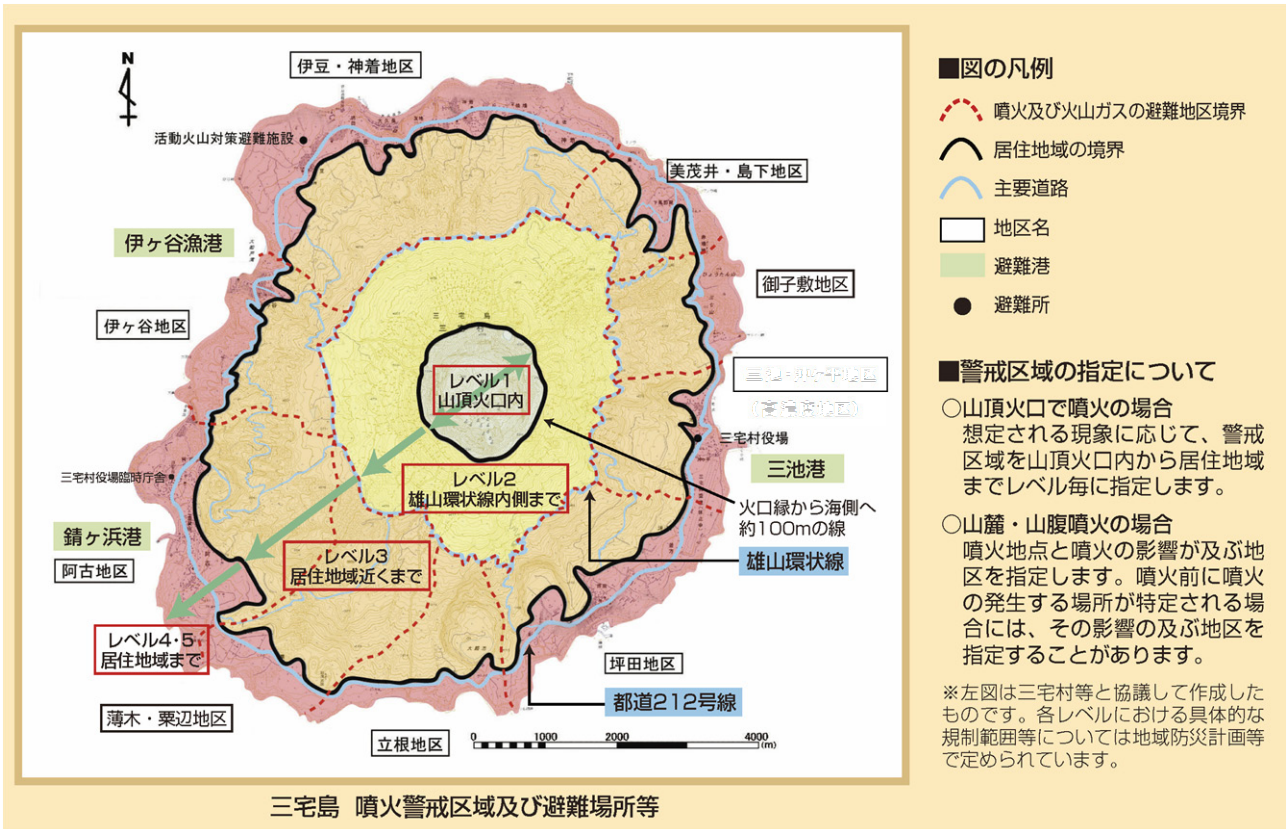 N
伊豆・神着地区
活動火山対策避難施設
美茂井・島下地区
伊ヶ谷漁港
御子敷地区
伊ヶ谷地区
三宅島
レベル1
山頂火口内
三宅村役場
三池港
レベル2
雄山環状線内側まで
三宅村役場臨時庁舎
火口縁から海側へ
約100mの線
錆ヶ浜港
レベル3
居住地域近くまで
雄山環状線
阿古地区
レベル4・5
居住地域まで
坪田地区
都道212号線
薄木・粟辺地区
立根地区
0 1000 2000 4000
(m)
三宅島 噴火警戒区域及び避難場所等
■図の凡例
噴火及び火山ガスの避難地区境界
居住地域の境界
主要道路
地区名
避難港
避難所
■警戒区域の指定について
○山頂火口で噴火の場合
想定される現象に応じて、警戒
区域を山頂火口内から居住地域
までレベル毎に指定します。
○山麓・山腹噴火の場合
噴火地点と噴火の影響が及ぶ地
区を指定します。噴火前に噴火
の発生する場所が特定される場
合には、その影響の及ぶ地区を
指定することがあります。
※左図は三宅村等と協議して作成した
ものです。各レベルにおける具体的な
規制範囲等については地域防災計画等
で定められています。